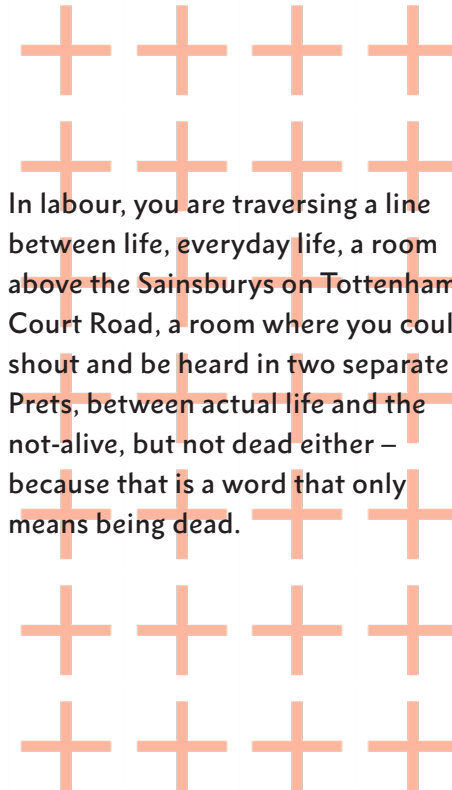 In labour, you are traversing a line
between life, everyday life, a room
above the Sainsburys on Tottenham
Court Road, a room where you coul
shout and be heard in two separate
Prets, between actual life and the
not-alive, but not dead either –
because that is a word that only
means being dead.